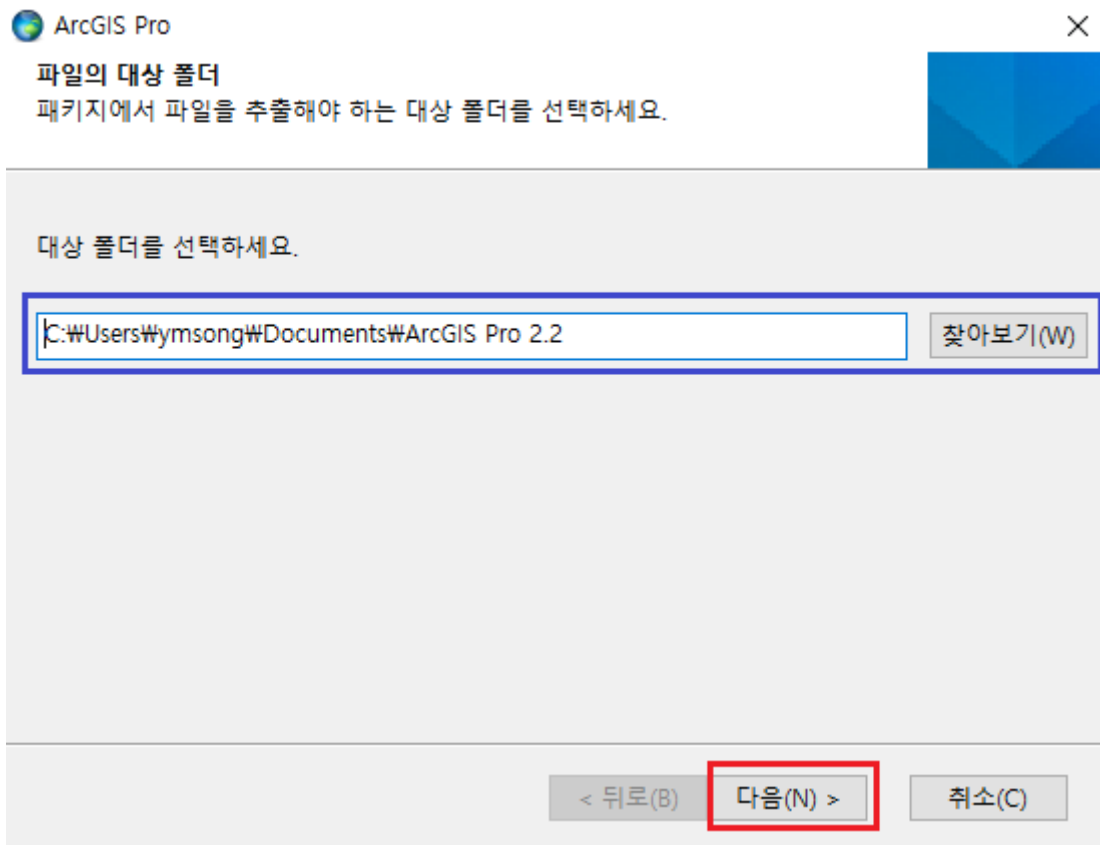 ArcGIS Pro
파일의 대상 폴더
패키지에서 파일을 추출해야 하는 대상 폴더를 선택하세요.
대상 폴더를 선택하세요.
C:₩Users₩ymsong₩Documents₩ArcGIS Pro 2.2 찾아보기(W)
< 뒤로(B) 다음(N) > 취소(C)